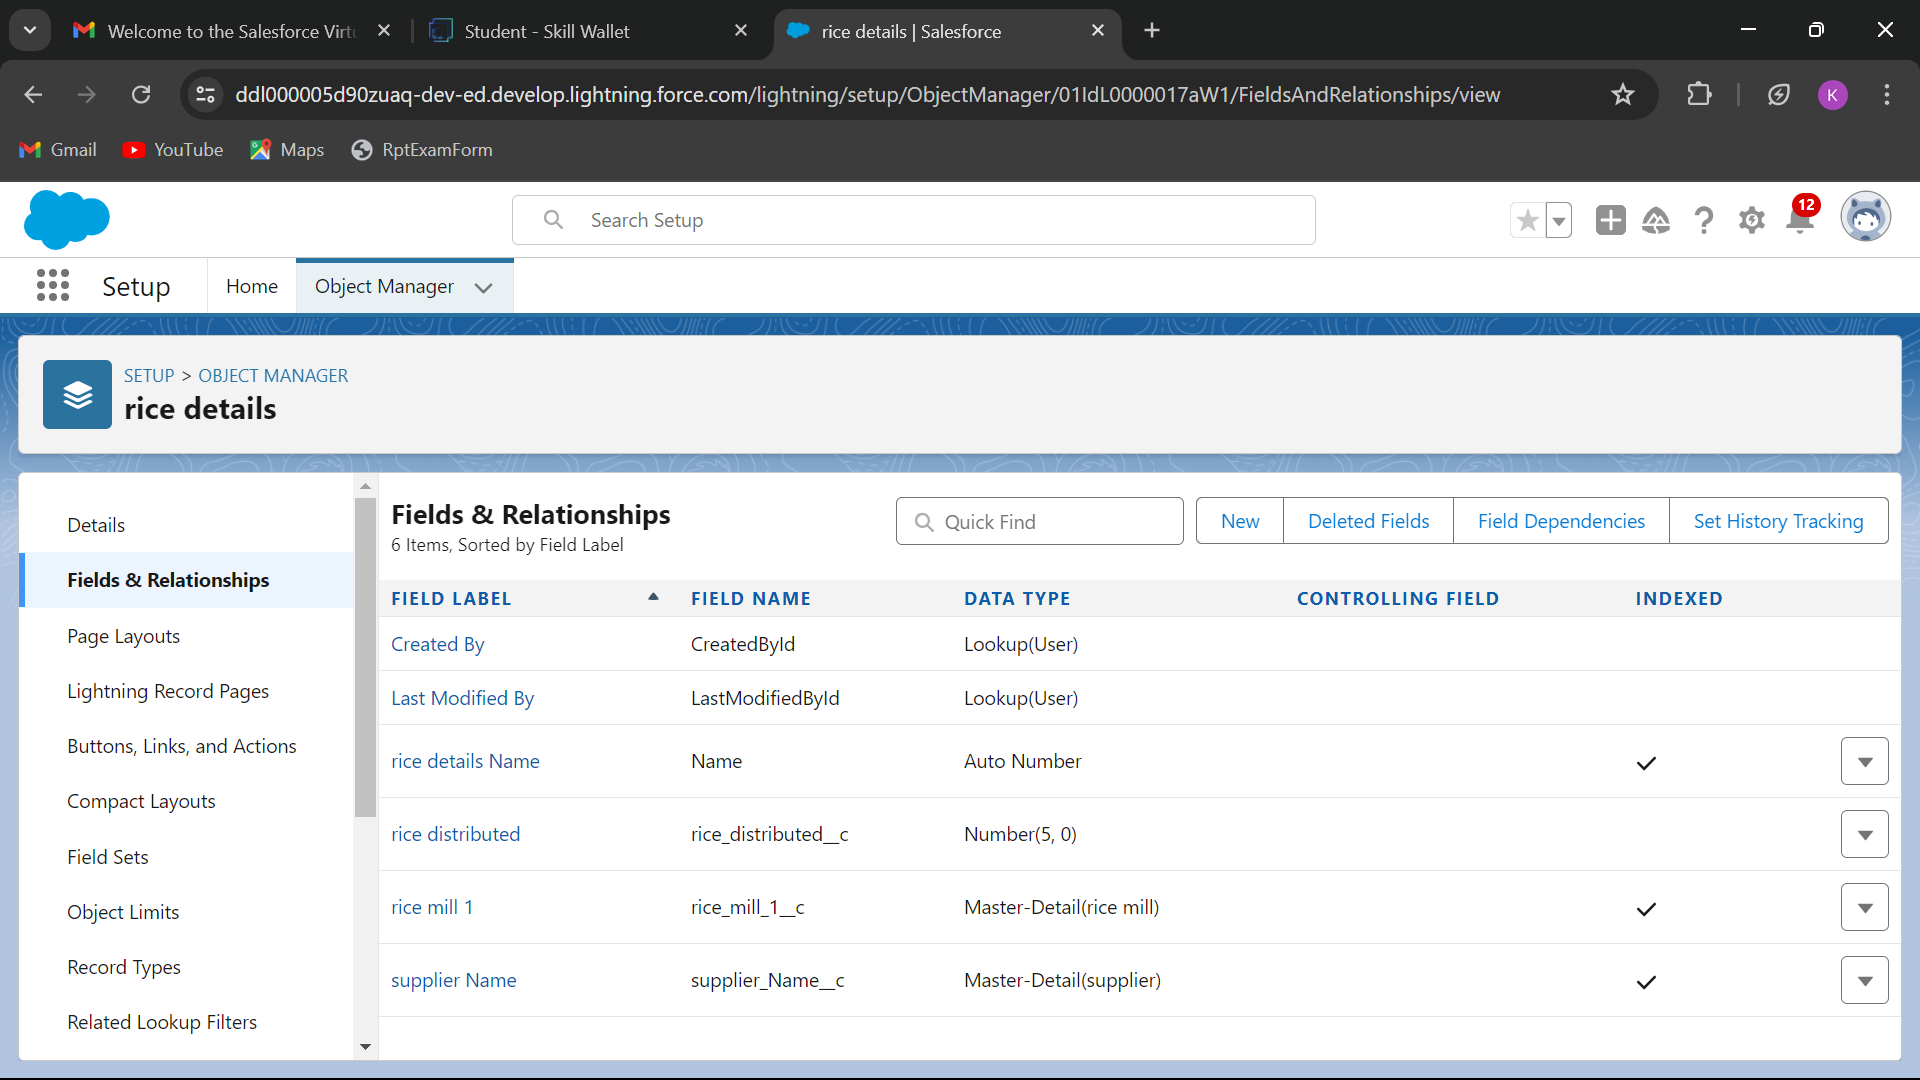 Welcome to the Salesforce Virtu
Student - Skill Wallet
rice details | Salesforce
ddl000005d90zuaq-dev-ed.develop.lightning.force.com/lightning/setup/ObjectManager/01IdL0000017aW1/FieldsAndRelationships/view
K
Gmail
YouTube
Maps
RptExamForm
Search Setup
12
Setup
Home
Object Manager
SETUP > OBJECT MANAGER
rice details
Details
Fields & Relationships
Page Layouts
Lightning Record Pages
Buttons, Links, and Actions
Compact Layouts
Field Sets
Object Limits
Record Types
Related Lookup Filters
Fields & Relationships
6 Items, Sorted by Field Label
Quick Find
New
Deleted Fields
Field Dependencies
Set History Tracking
FIELD LABEL FIELD NAME DATA TYPE CONTROLLING FIELD INDEXED
Created By CreatedById Lookup(User)
Last Modified By LastModifiedById Lookup(User)
rice details Name Name Auto Number
rice distributed rice_distributed__c Number(5, 0)
rice mill 1 rice_mill_1__c Master-Detail(rice mill)
supplier Name supplier_Name__c Master-Detail(supplier)